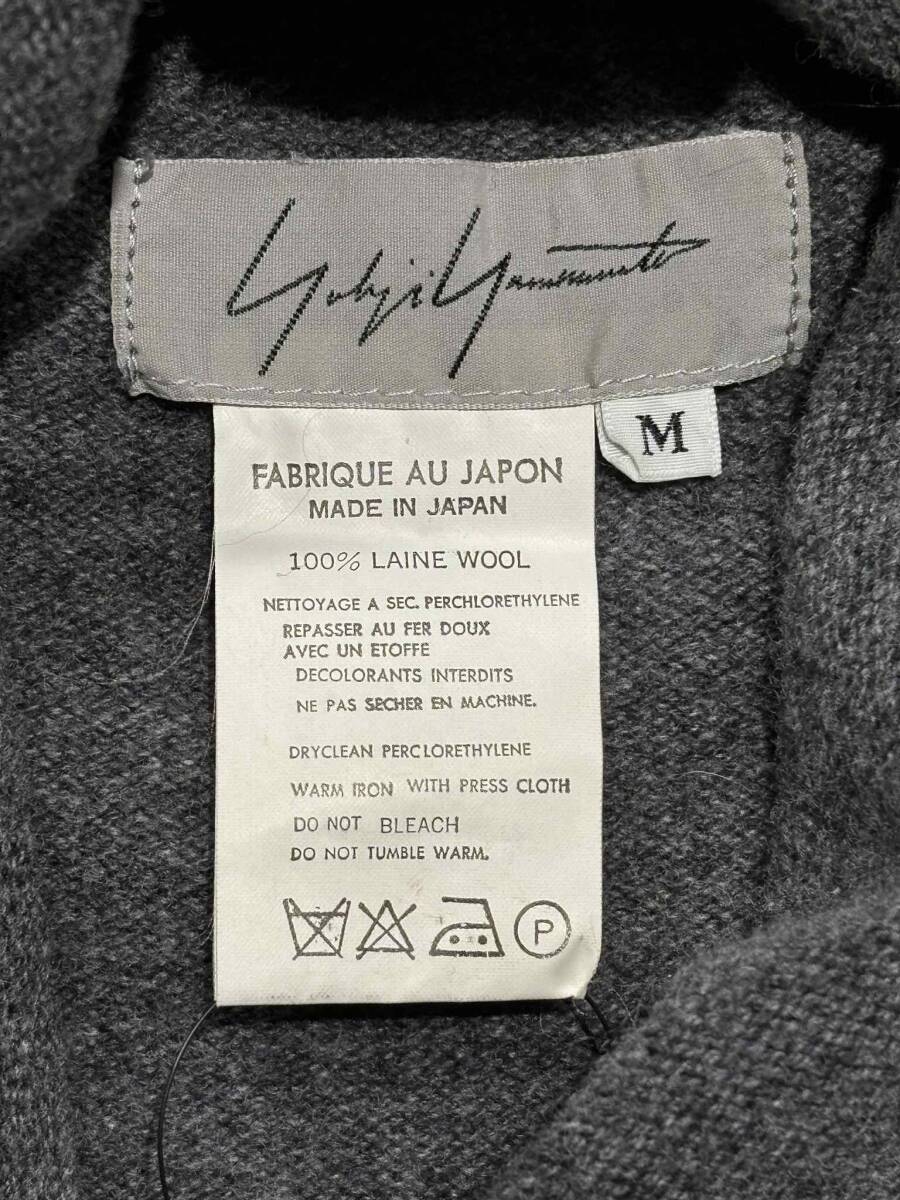 Yohji Yamamoto
M
FABRIQUE AU JAPON
MADE IN JAPAN
100% LAINE WOOL
NETTOYAGE A SEC. PERCHLORETHYLENE
REPASSER AU FER DOUX
AVEC UN ETOFFE
DECOLORANTS INTERDITS
NE PAS SECHER EN MACHINE.
DRYCLEAN PERCLORETHYLENE
WARM IRON WITH PRESS CLOTH
DO NOT BLEACH
DO NOT TUMBLE WARM.
P